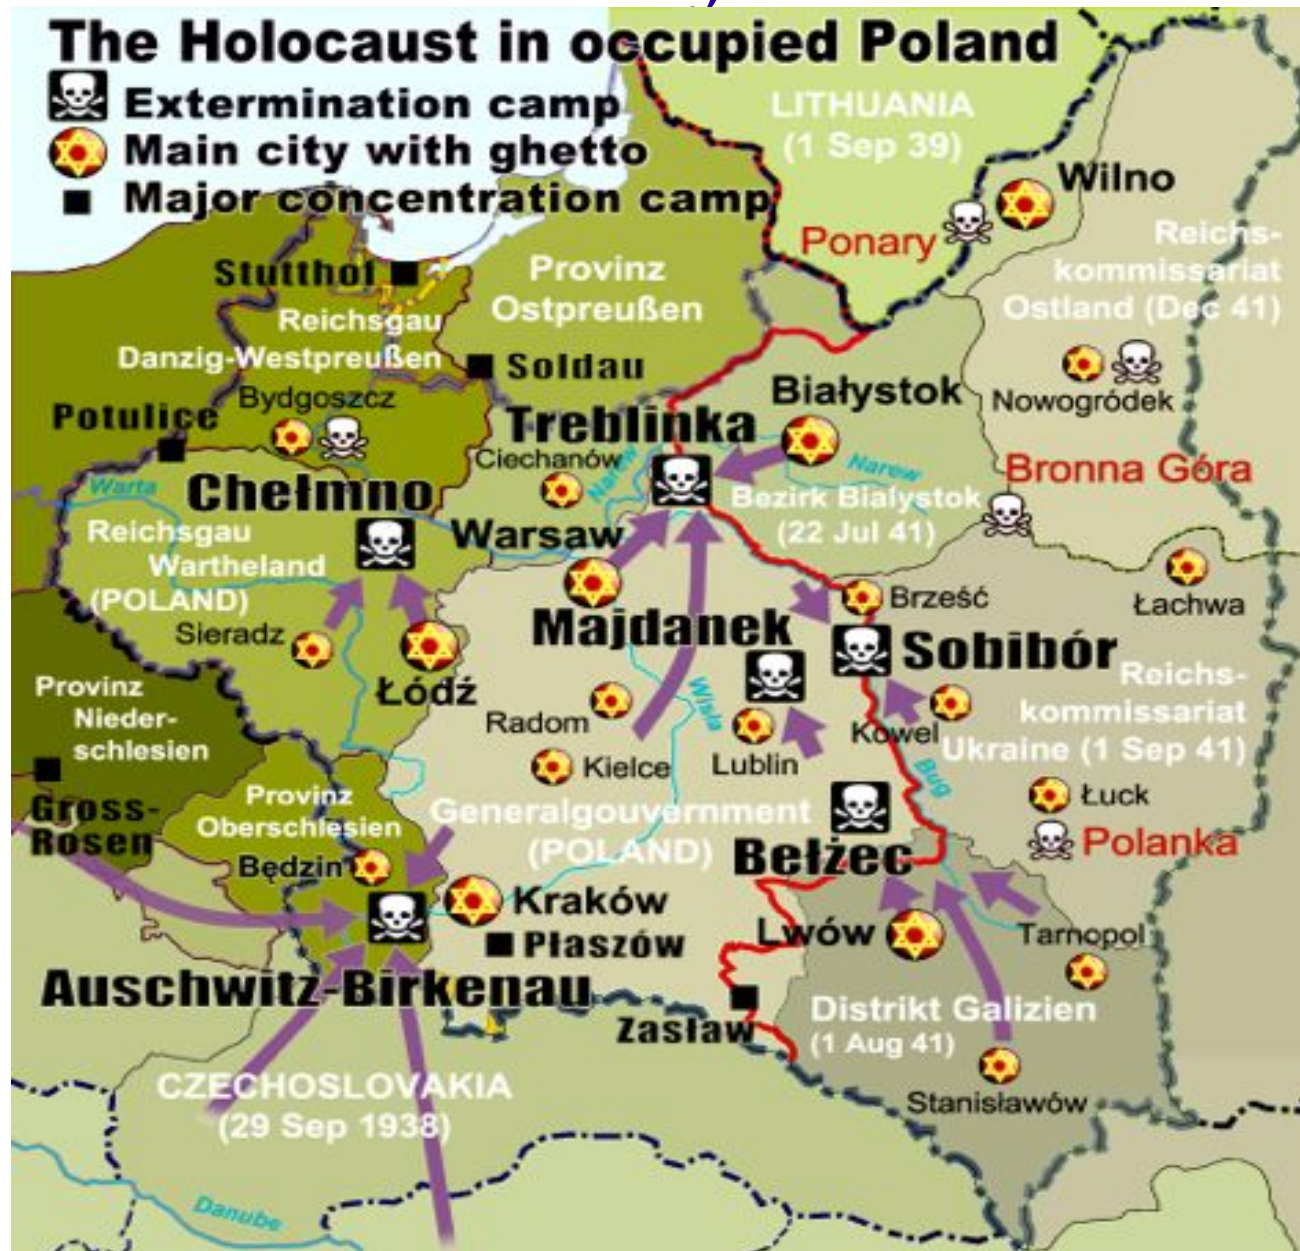 The Holocaust in occupied Poland
Extermination camp
Main city with ghetto
Major concentration camp
LITHUANIA
(1 Sep 39)
Wilno
Ponary
Reichs-
kommissariat
Ostland (Dec 41)
Stutthof
Provinz
Ostpreußen
Reichsgau
Danzig-Westpreußen
Soldau
Bydgoszcz
Potulice
Białystok
Nowogródek
Treblinka
Ciechanów
Narew
Narew
Bronna Góra
Warta
Chełmno
Bezirk Bialystok
(22 Jul 41)
Reichsgau
Wartheland
(POLAND)
Warsaw
Sieradz
Brześć
Łachwa
Majdanek
Sobibór
Łódź
Provinz
Nieder-
schlesien
Radom
Wisła
Kowel
Reichs-
kommissariat
Ukraine (1 Sep 41)
Kielce
Lublin
Bug
Łuck
Gross-
Rosen
Provinz
Oberschlesien
Generalgouvernment
(POLAND)
Bełżec
Polanka
Będzin
Kraków
Płaszów
Lwów
Tarnopol
Auschwitz-Birkenau
Zasław
Distrikt Galizien
(1 Aug 41)
CZECHOSLOVAKIA
(29 Sep 1938)
Stanisławów
Danube